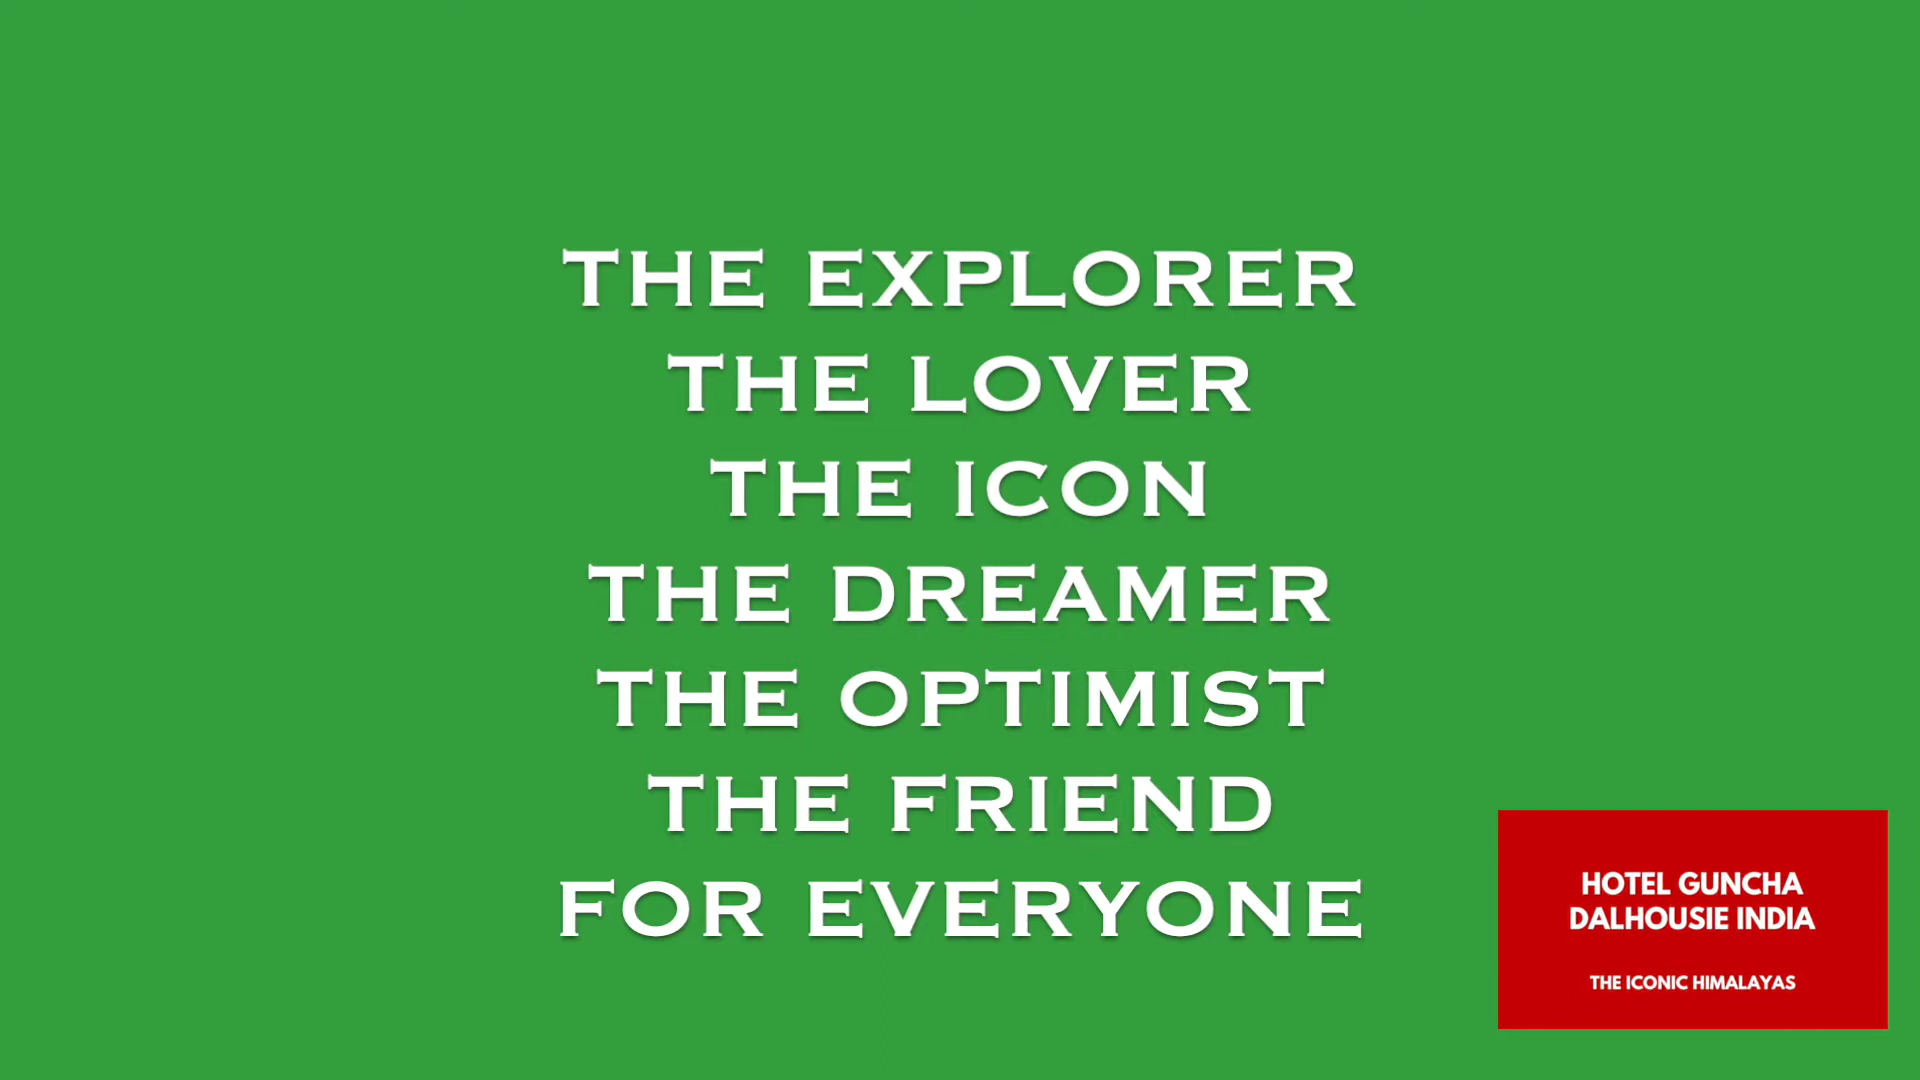 THE EXPLORER
THE LOVER
THE ICON
THE DREAMER
THE OPTIMIST
THE FRIEND
FOR EVERYONE
HOTEL GUNCHA
DALHOUSIE INDIA
THE ICONIC HIMALAYAS